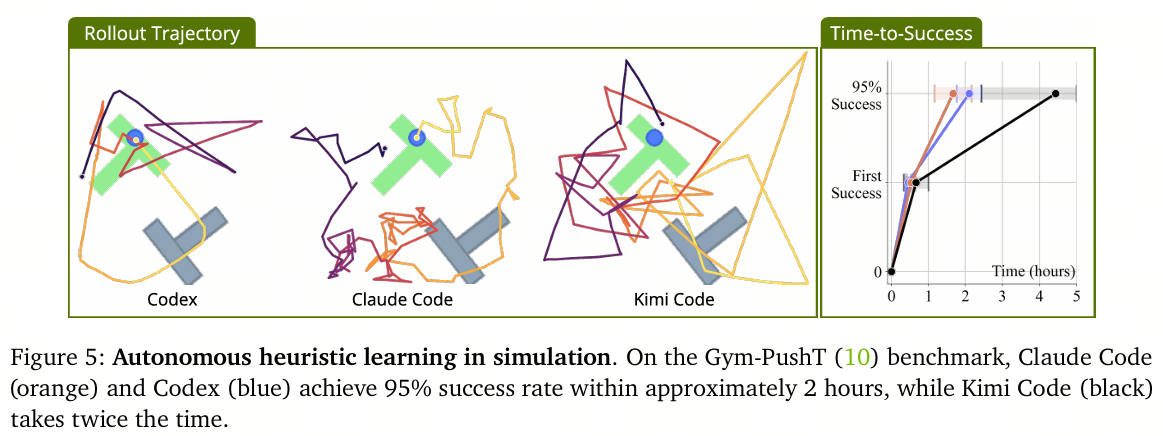 Rollout Trajectory
Codex
Claude Code
Kimi Code
Time-to-Success
95%
Success
First
Success
0
Time (hours)
0 1 2 3 4 5
Figure 5: Autonomous heuristic learning in simulation. On the Gym-PushT (10) benchmark, Claude Code
(orange) and Codex (blue) achieve 95% success rate within approximately 2 hours, while Kimi Code (black)
takes twice the time.